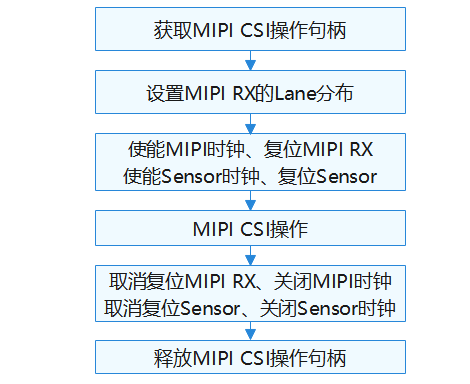 获取MIPI CSI操作句柄
设置MIPI RX的Lane分布
使能MIPI时钟、复位MIPI RX
使能Sensor时钟、复位Sensor
MIPI CSI操作
取消复位MIPI RX、关闭MIPI时钟
取消复位Sensor、关闭Sensor时钟
释放MIPI CSI操作句柄